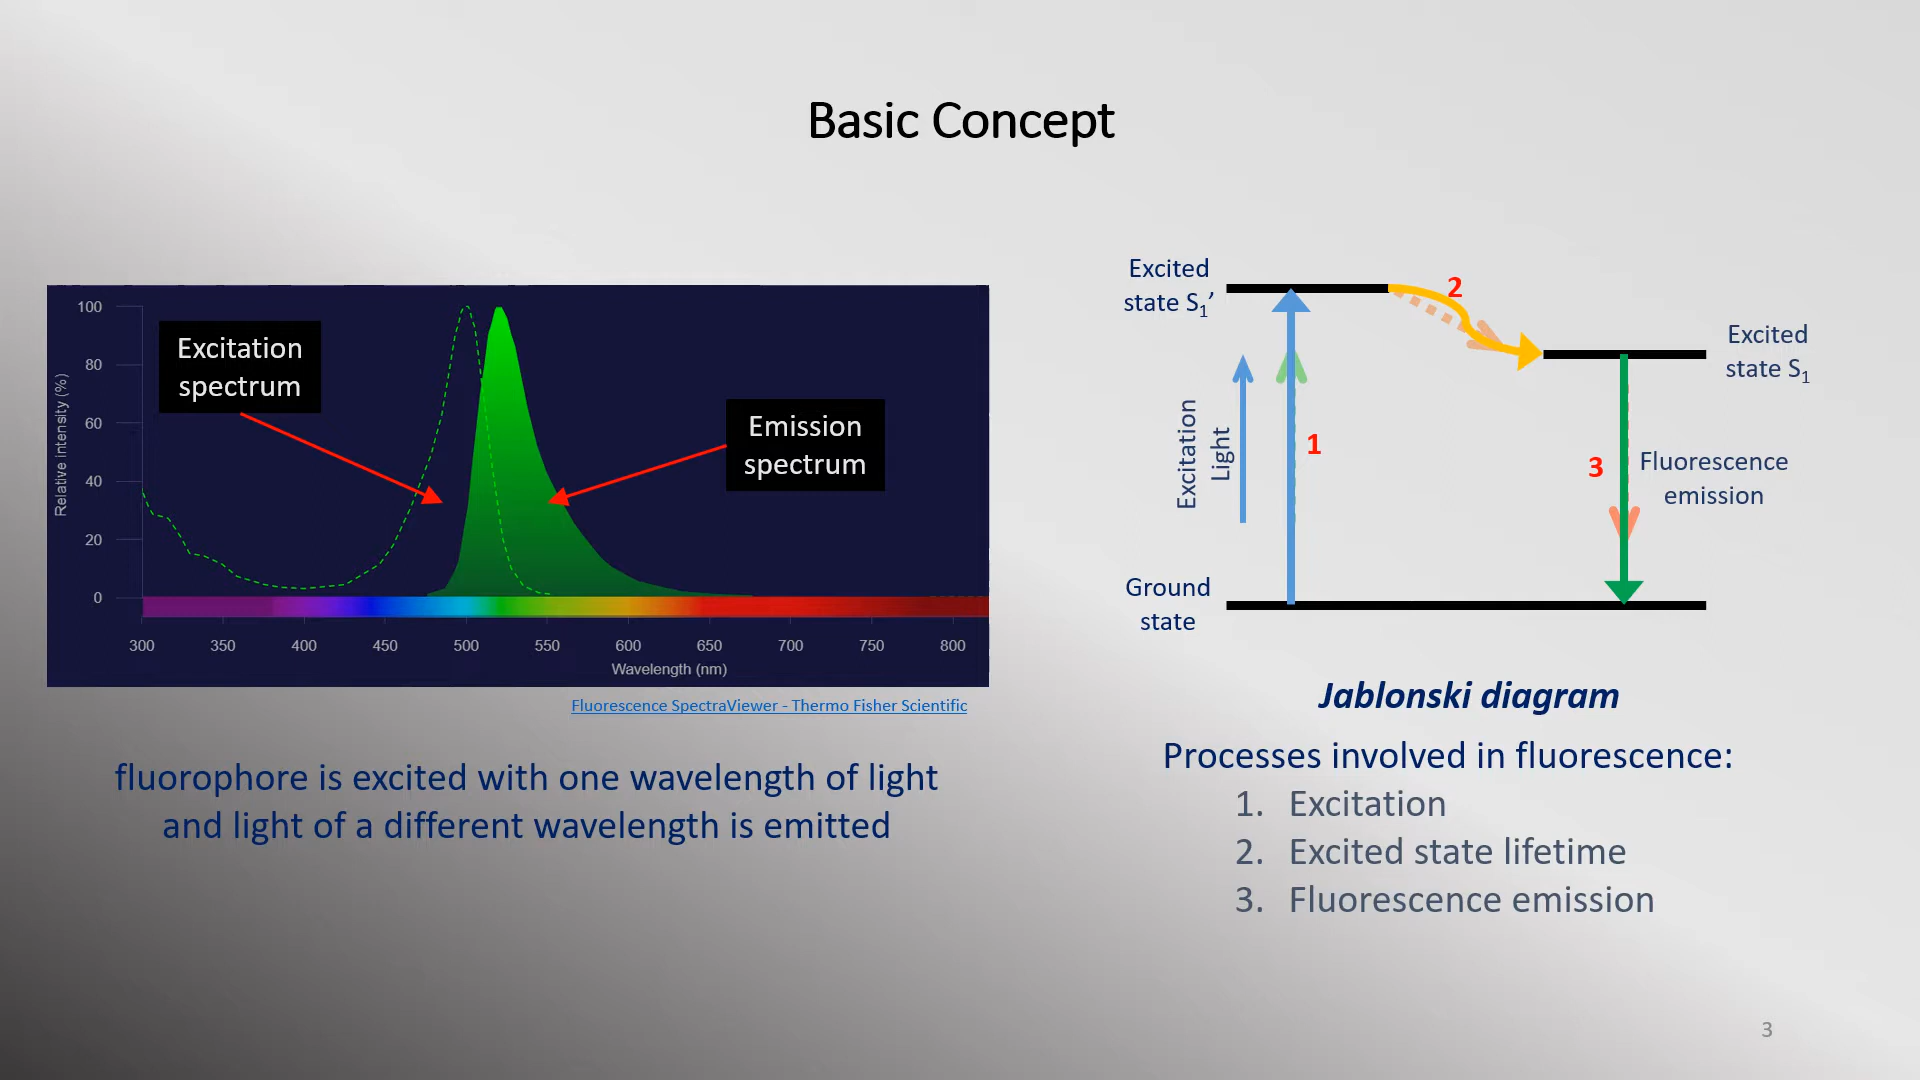 Basic Concept
100
80
60
40
20
0
Relative intensity (%)
Excitation
spectrum
Emission
spectrum
300 350 400 450 500 550 600 650 700 750 800
Wavelength (nm)
Fluorescence SpectraViewer - Thermo Fisher Scientific
fluorophore is excited with one wavelength of light
and light of a different wavelength is emitted
Excited
state S₁’
2
Excited
state S₁
Excitation
Light
1
3
Fluorescence
emission
Ground
state
Jablonski diagram
Processes involved in fluorescence:
1. Excitation
2. Excited state lifetime
3. Fluorescence emission
3